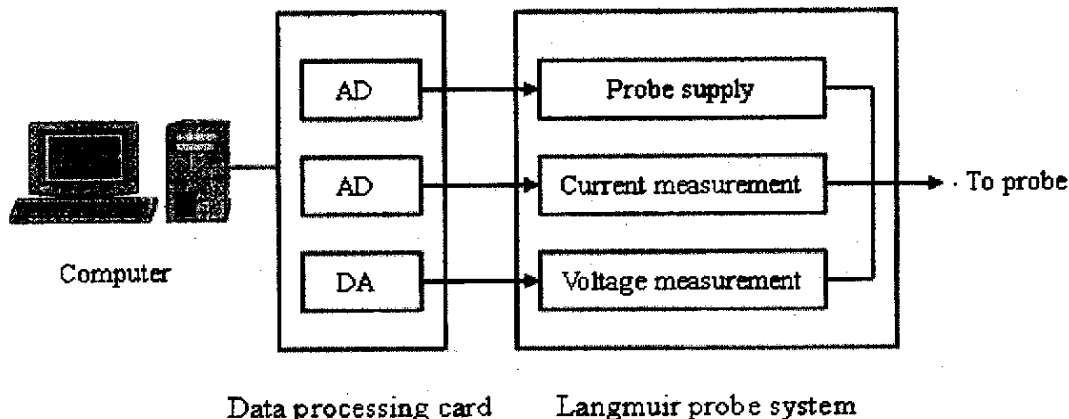 AD
Probe supply
AD
Current measurement
To probe
Computer
DA
Voltage measurement
Data processing card
Langmuir probe system